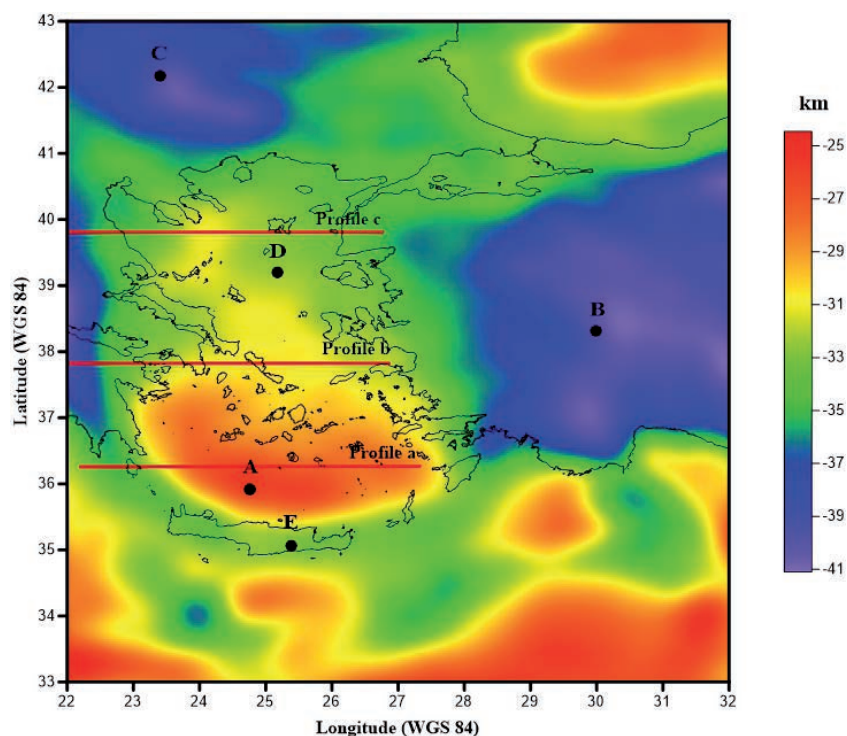 43
42
41
40
39
38
37
36
35
34
33
Latitude (WGS 84)
C
Profile c
D
B
Profile b
Profile a
A
E
22 23 24 25 26 27 28 29 30 31 32
Longitude (WGS 84)
km
-25
-27
-29
-31
-33
-35
-37
-39
-41